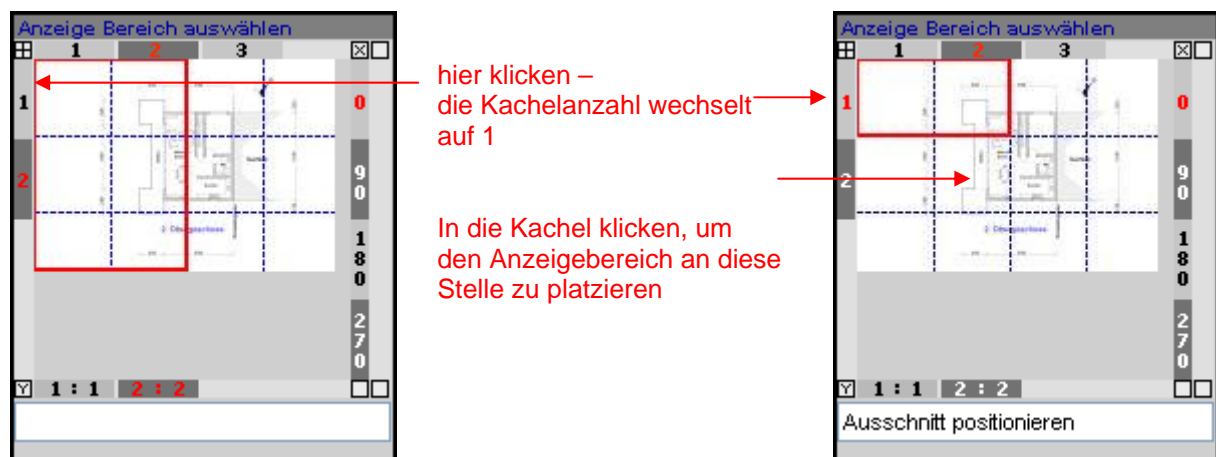 Anzeige Bereich auswählen
1 2 3
1
2
0
90
180
270
Y 1 : 1 2 : 2
hier klicken –
die Kachelanzahl wechselt
auf 1
In die Kachel klicken, um
den Anzeigebereich an diese
Stelle zu platzieren
Anzeige Bereich auswählen
1 2 3
1
2
0
90
180
270
Y 1 : 1 2 : 2
Ausschnitt positionieren